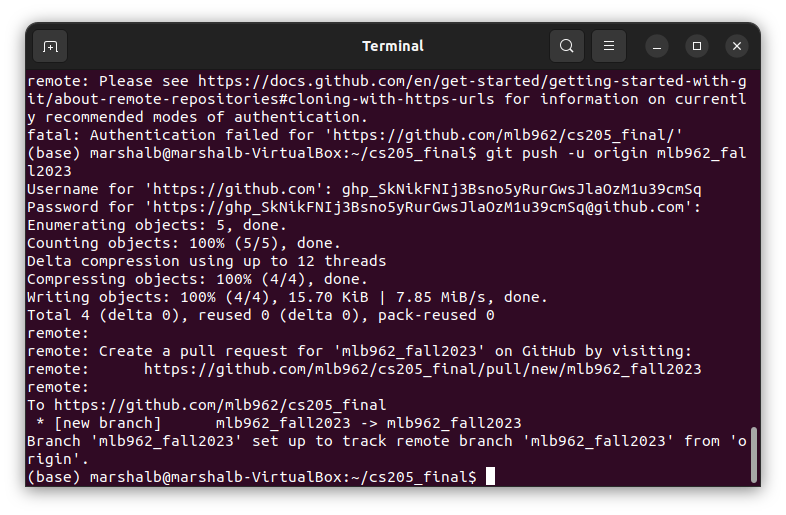 Terminal
remote: Please see https://docs.github.com/en/get-started/getting-started-with-g
it/about-remote-repositories#cloning-with-https-urls for information on currentl
y recommended modes of authentication.
fatal: Authentication failed for 'https://github.com/mlb962/cs205_final/'
(base) marshalb@marshalb-VirtualBox:~/cs205_final$ git push -u origin mlb962_fal
l2023
Username for 'https://github.com': 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
Password for 'https://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@github.com':
Enumerating objects: 5, done.
Counting objects: 100% (5/5), done.
Delta compression using up to 12 threads
Compressing objects: 100% (4/4), done.
Writing objects: 100% (4/4), 15.70 KiB | 7.85 MiB/s, done.
Total 4 (delta 0), reused 0 (delta 0), pack-reused 0
remote:
remote: Create a pull request for 'mlb962_fall2023' on GitHub by visiting:
remote:      https://github.com/mlb962/cs205_final/pull/new/mlb962_fall2023
remote:
To https://github.com/mlb962/cs205_final
 * [new branch]      mlb962_fall2023 -> mlb962_fall2023
Branch 'mlb962_fall2023' set up to track remote branch 'mlb962_fall2023' from 'o
rigin'.
(base) marshalb@marshalb-VirtualBox:~/cs205_final$